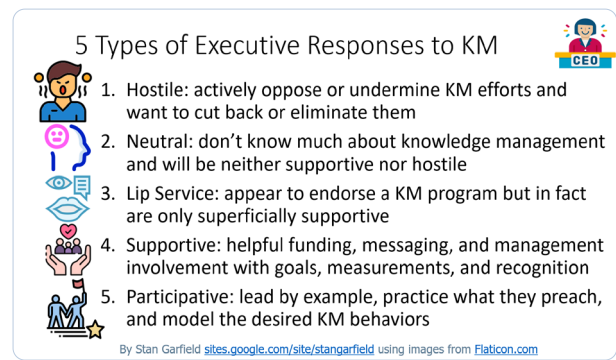 5 Types of Executive Responses to KM
CEO
1. Hostile: actively oppose or undermine KM efforts and
want to cut back or eliminate them
2. Neutral: don’t know much about knowledge management
and will be neither supportive nor hostile
3. Lip Service: appear to endorse a KM program but in fact
are only superficially supportive
4. Supportive: helpful funding, messaging, and management
involvement with goals, measurements, and recognition
5. Participative: lead by example, practice what they preach,
and model the desired KM behaviors
By Stan Garfield sites.google.com/site/stangarfield using images from Flaticon.com